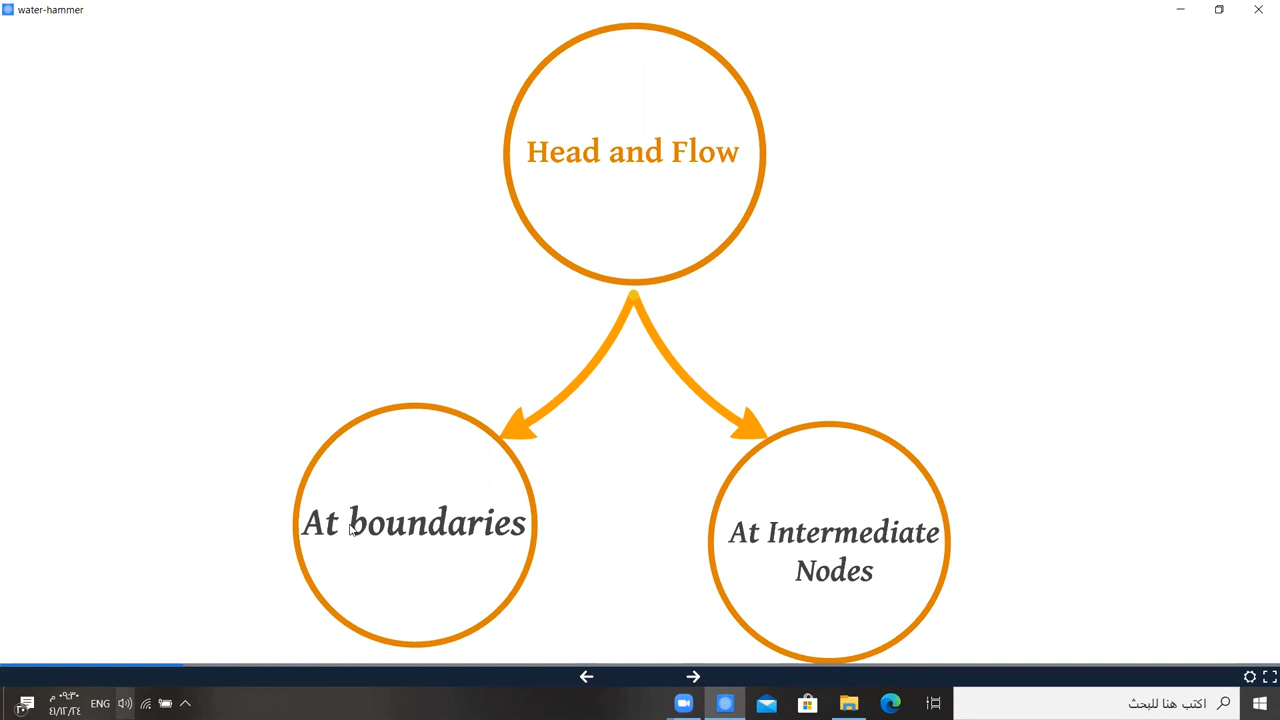 water-hammer
Head and Flow
At boundaries
At Intermediate
Nodes
ENG
اكتب هنا للبحث